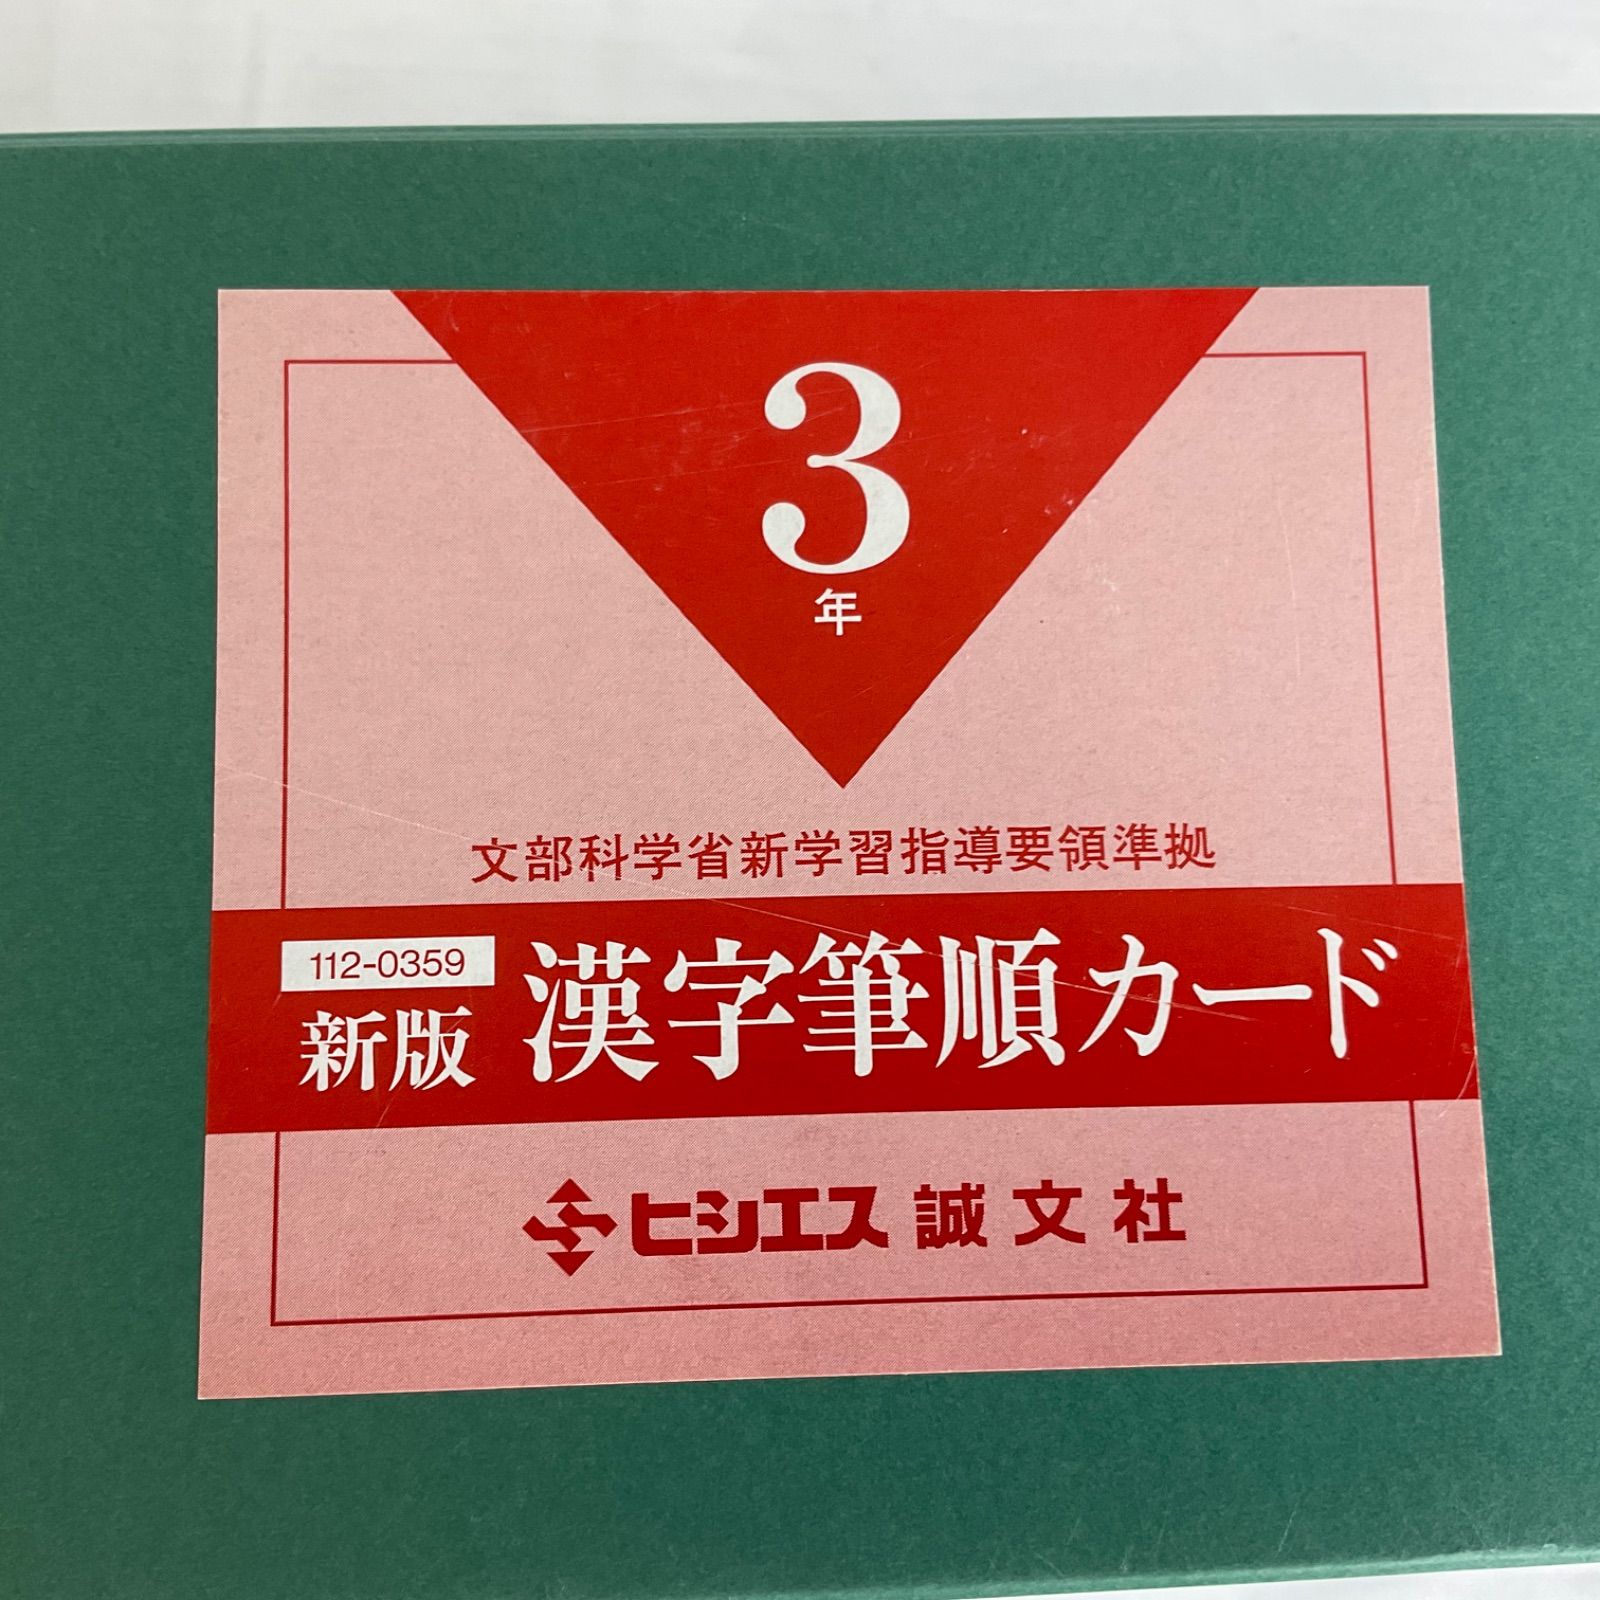 3
年
文部科学省新学習指導要領準拠
112-0359
新版 漢字筆順カード
ヒシエス 誠文社